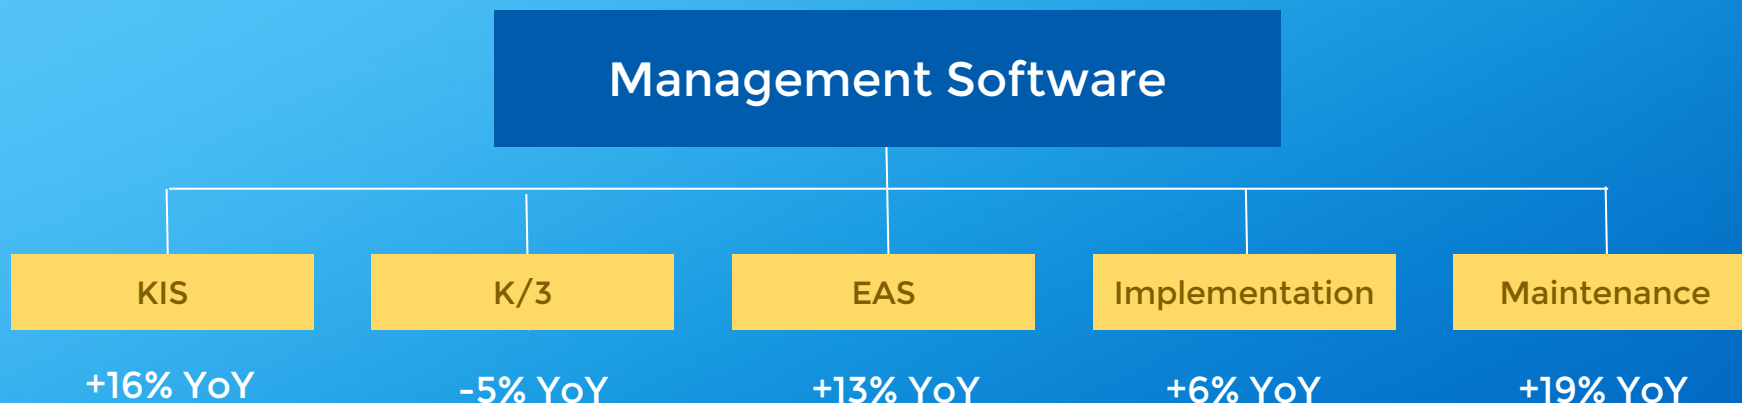 Management Software
KIS
K/3
EAS
Implementation
Maintenance
+16% YoY
-5% YoY
+13% YoY
+6% YoY
+19% YoY